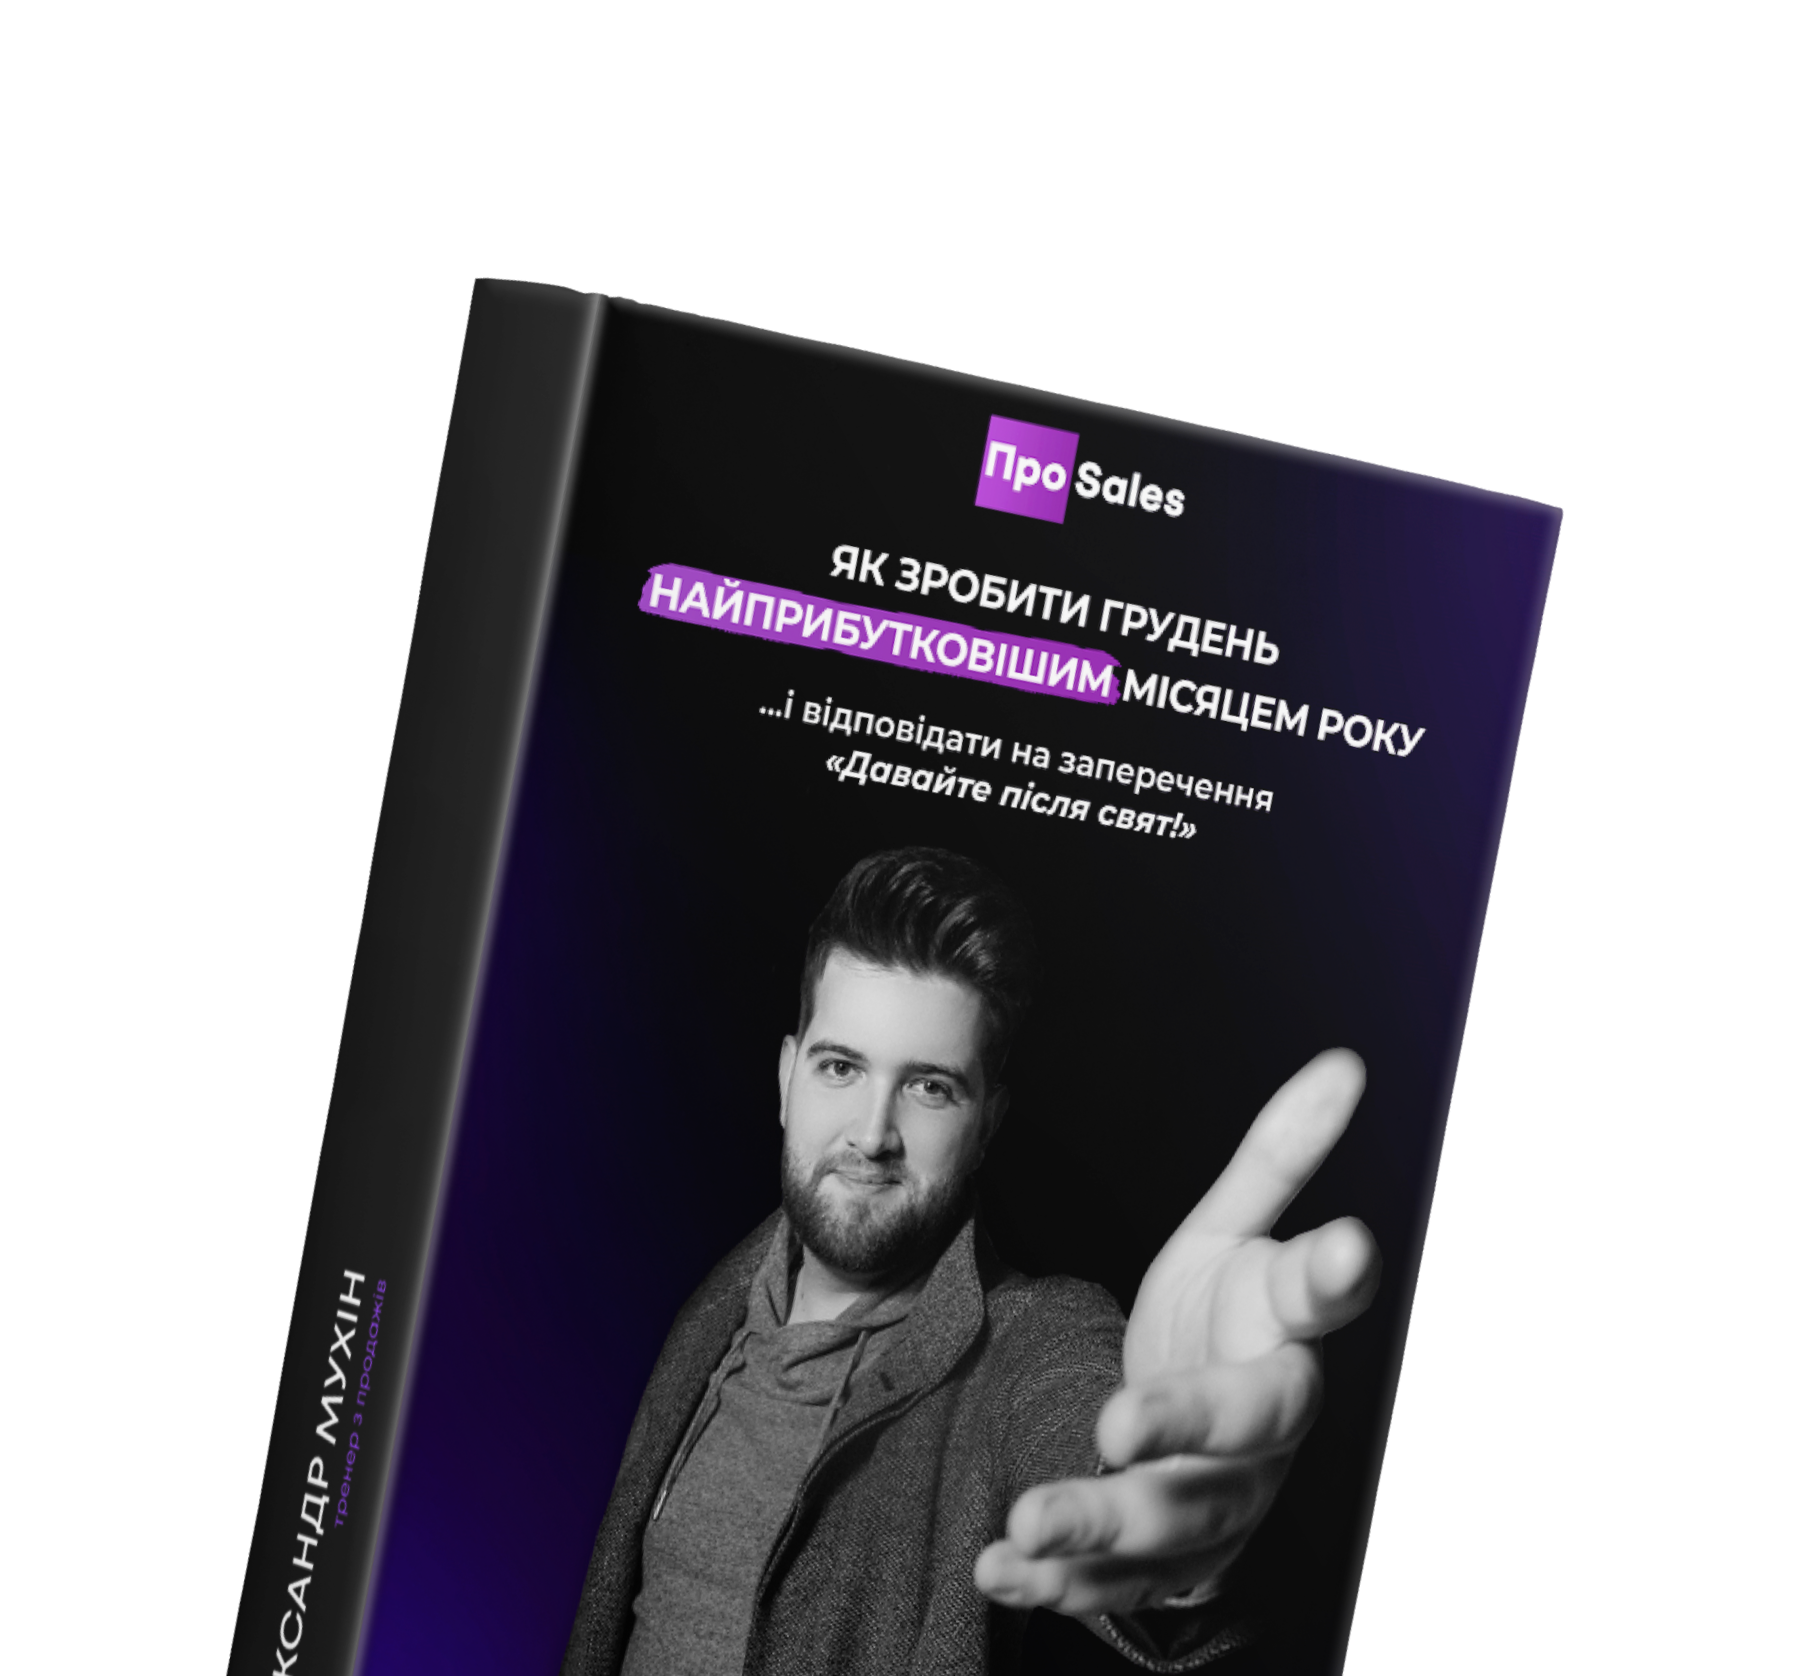 Про Sales
ЯК ЗРОБИТИ ГРУДЕНЬ
НАЙПРИБУТКОВІШИМ МІСЯЦЕМ РОКУ
...і відповідати на заперечення
«Давайте після свят!»
КСАНДР МУХІН
тренер з продажів